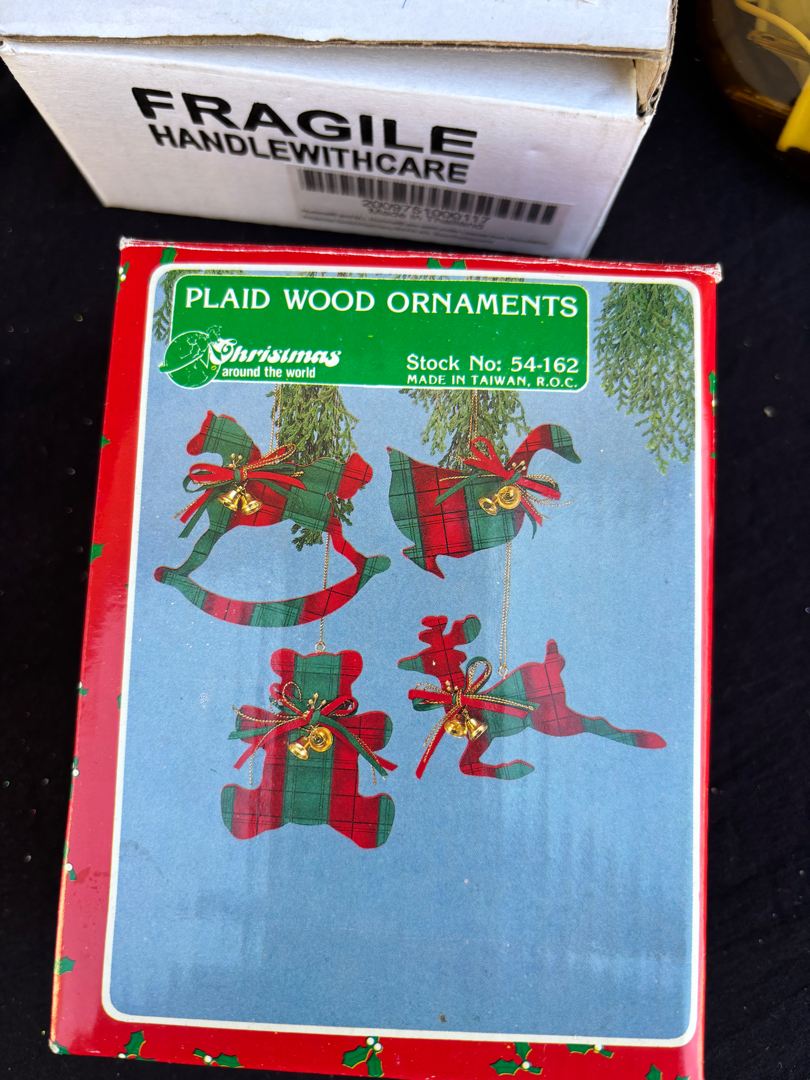 FRAGILE
HANDLEWITHCARE
PLAID WOOD ORNAMENTS
Christmas
around the world
Stock No: 54-162
MADE IN TAIWAN, R.O.C.